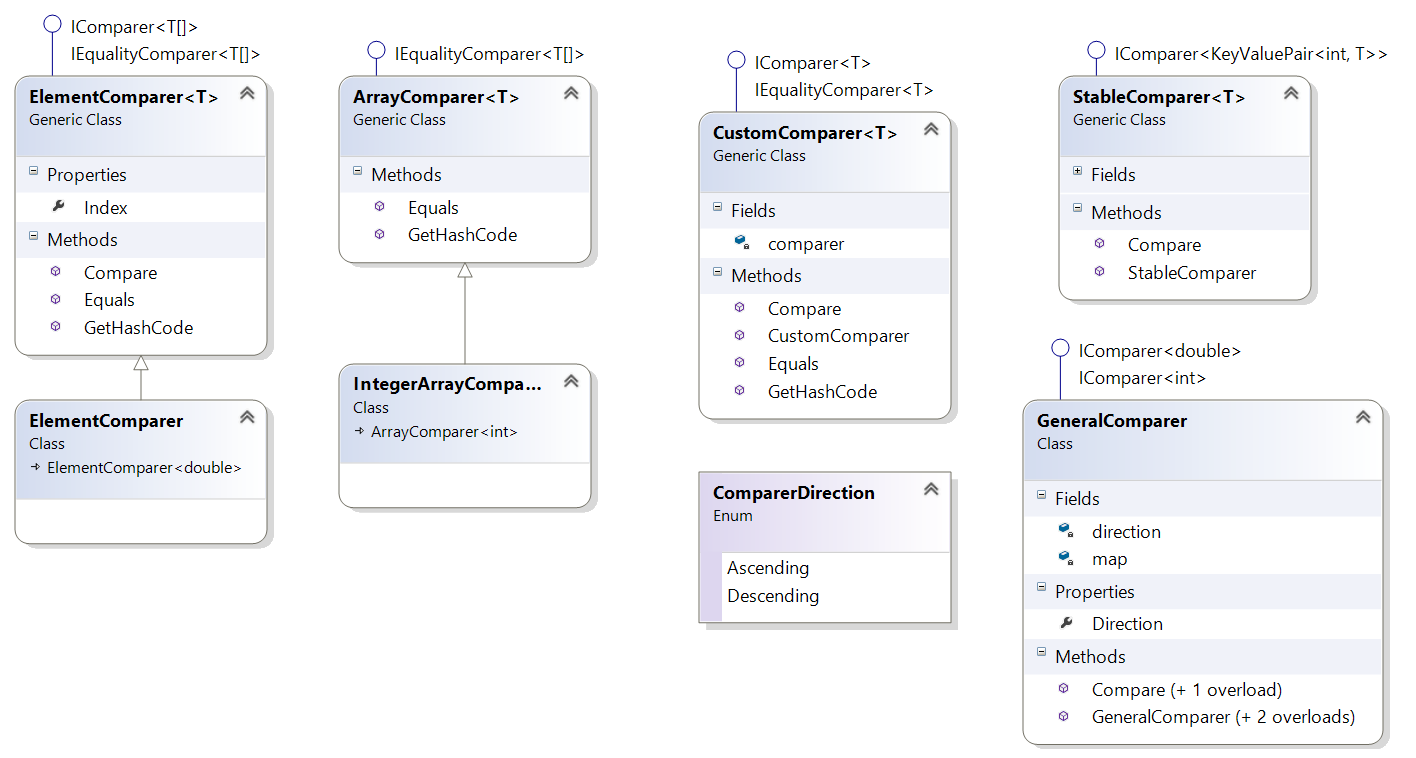 IComparer<T[]>
IEqualityComparer<T[]>
ElementComparer<T>
Generic Class
Properties
Index
Methods
Compare
Equals
GetHashCode
ElementComparer
Class
ElementComparer<double>
IEqualityComparer<T[]>
ArrayComparer<T>
Generic Class
Methods
Equals
GetHashCode
IntegerArrayCompa...
Class
ArrayComparer<int>
IComparer<T>
IEqualityComparer<T>
CustomComparer<T>
Generic Class
Fields
comparer
Methods
Compare
CustomComparer
Equals
GetHashCode
ComparerDirection
Enum
Ascending
Descending
IComparer<KeyValuePair<int, T>>
StableComparer<T>
Generic Class
Fields
Methods
Compare
StableComparer
IComparer<double>
IComparer<int>
GeneralComparer
Class
Fields
direction
map
Properties
Direction
Methods
Compare (+ 1 overload)
GeneralComparer (+ 2 overloads)